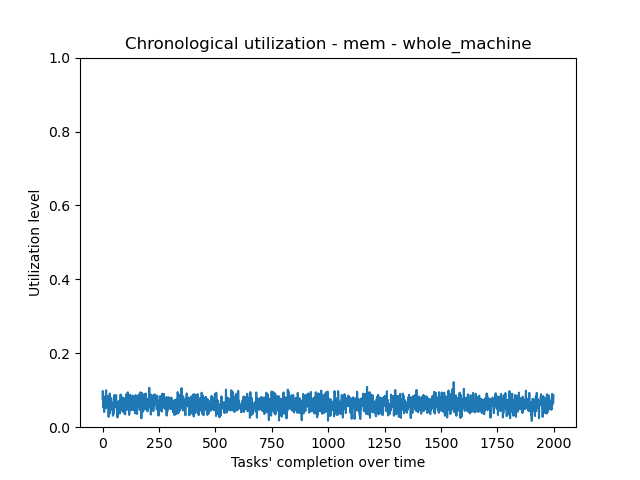 Chronological utilization - mem - whole_machine
1.0
0.8
0.6
0.4
0.2
0.0
Utilization level
0 250 500 750 1000 1250 1500 1750 2000
Tasks' completion over time